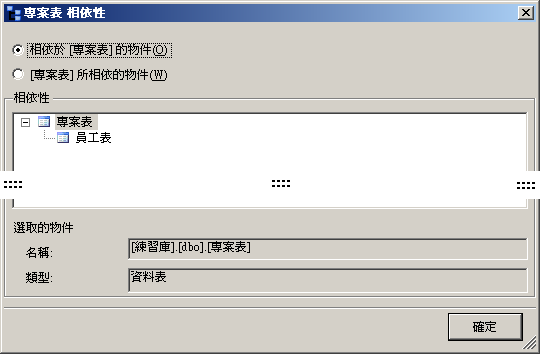 專案表 相依性
相依於 [專案表] 的物件(O)
[專案表] 所相依的物件(W)
相依性
專案表
員工表
選取的物件
名稱:
[練習庫].[dbo].[專案表]
類型:
資料表
確定